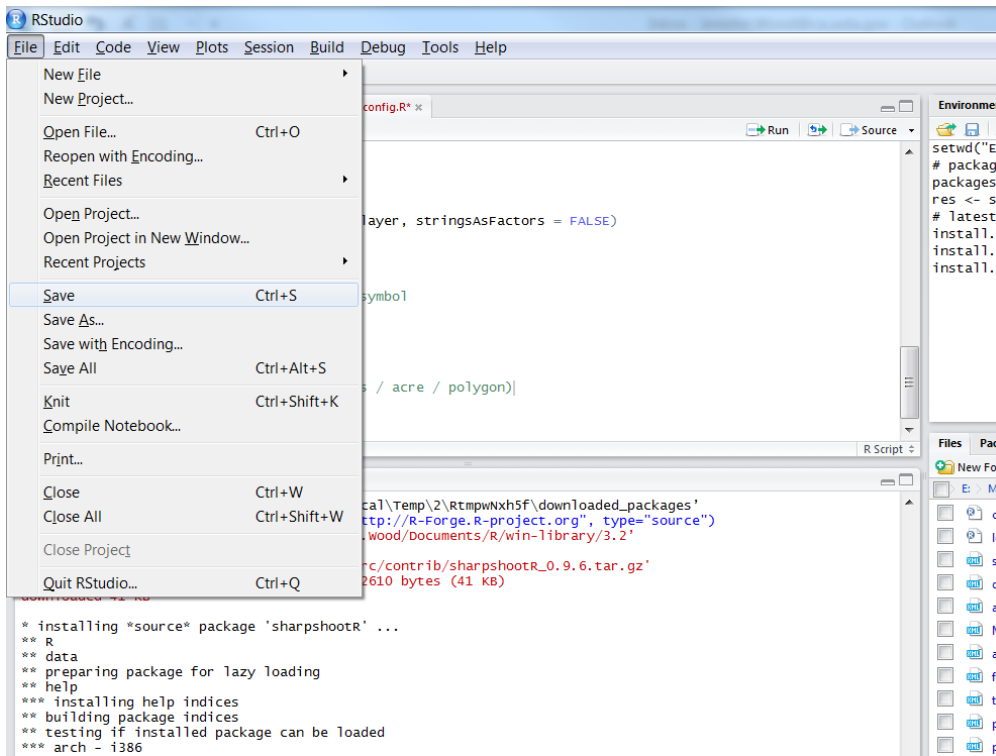 RStudio
File Edit Code View Plots Session Build Debug Tools Help
New File
New Project...
Open File... Ctrl+O
Reopen with Encoding...
Recent Files
Open Project...
Open Project in New Window...
Recent Projects
Save Ctrl+S
Save As...
Save with Encoding...
Save All Ctrl+Alt+S
Knit Ctrl+Shift+K
Compile Notebook...
Print...
Close Ctrl+W
Close All Ctrl+Shift+W
Close Project
Quit RStudio... Ctrl+Q
config.R*
Run Source
layer, stringsAsFactors = FALSE)
symbol
s / acre / polygon)
R Script
cal\Temp\2\RtmpwNxh5f\downloaded_packages’
ttp://R-Forge.R-project.org", type="source")
.wood/Documents/R/win-library/3.2’
rc/contrib/sharpshootR_0.9.6.tar.gz'
2610 bytes (41 KB)
downloaded 41 KB
* installing *source* package 'sharpshootR' ...
** R
** data
** preparing package for lazy loading
** help
*** installing help indices
** building package indices
** testing if installed package can be loaded
*** arch - i386
Environme
setwd("E
# packag
packages
res <- s
# latest
install.
install.
install.
Files Pac
New Fo
E: M